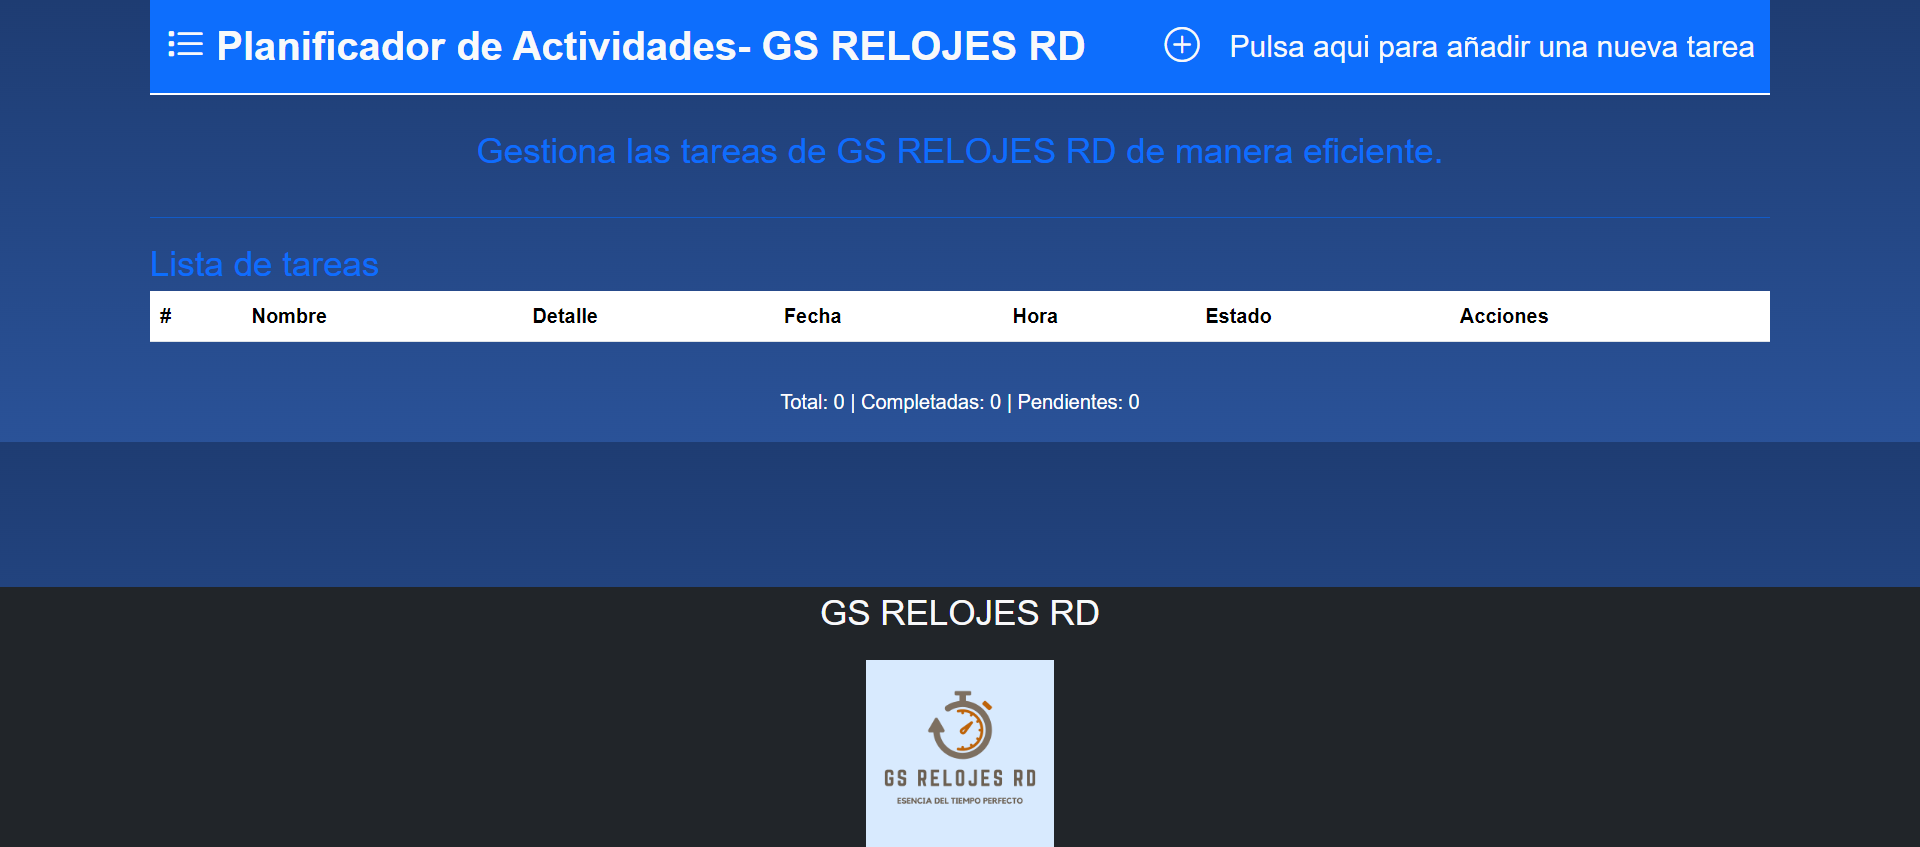 Planificador de Actividades- GS RELOJES RD
Pulsa aqui para añadir una nueva tarea
Gestiona las tareas de GS RELOJES RD de manera eficiente.
Lista de tareas
# Nombre Detalle Fecha Hora Estado Acciones
Total: 0 | Completadas: 0 | Pendientes: 0
GS RELOJES RD
GS RELOJES RD
ESENCIA DEL TIEMPO PERFECTO